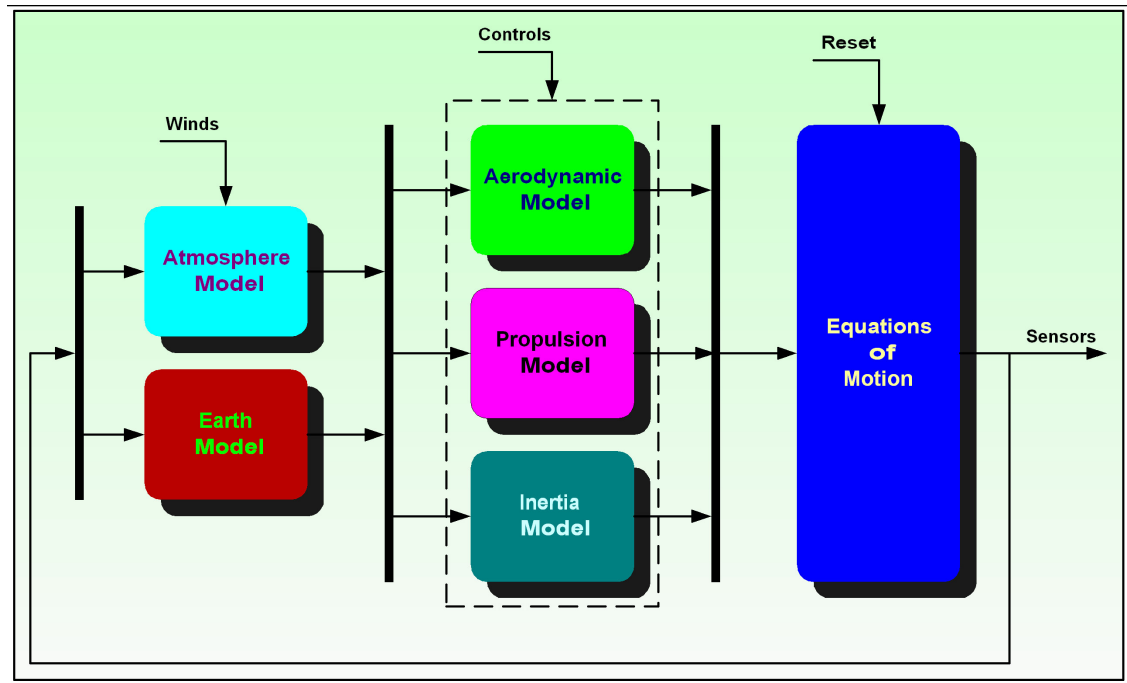 Controls
Reset
Winds
Aerodynamic
Model
Atmosphere
Model
Propulsion
Model
Equations
of
Motion
Sensors
Earth
Model
Inertia
Model